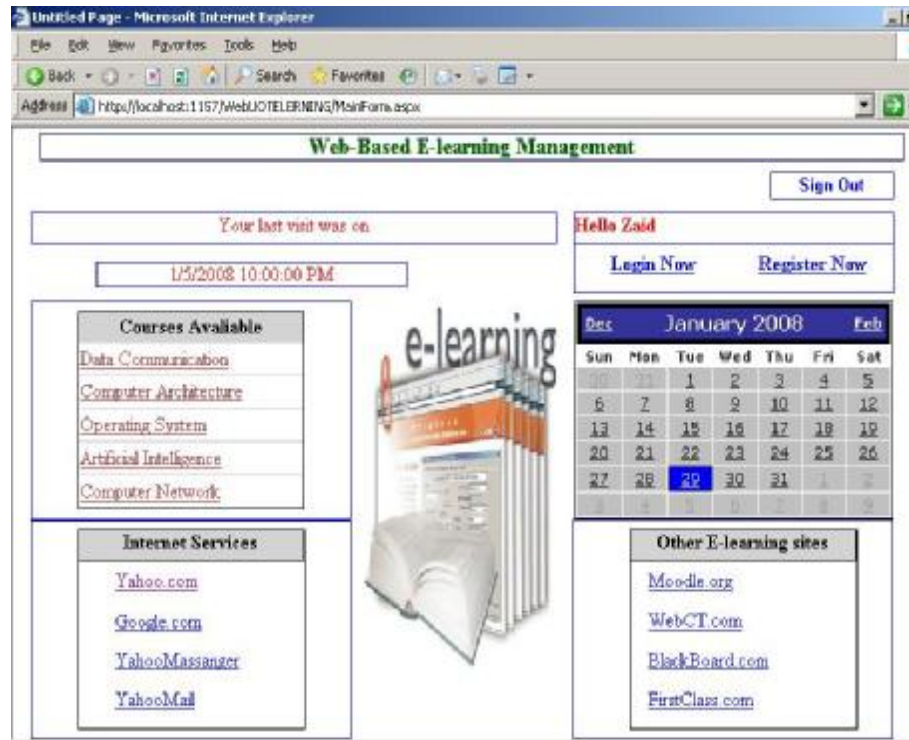 Untitled Page - Microsoft Internet Explorer
File Edit View Favorites Tools Help
Back Search Favorites
Address http://localhost:1157/WebUOTELERNING/MainForm.aspx
Web-Based E-learning Management
Sign Out
Your last visit was on
1/5/2008 10:00:00 PM
Hello Zaid
Login Now Register Now
Courses Avaliable
Data Communication
Computer Architecture
Operating System
Artificial Intelligence
Computer Network
e-learning
Dec January 2008 Feb
Sun Mon Tue Wed Thu Fri Sat
30 31 1 2 3 4 5
6 7 8 9 10 11 12
13 14 15 16 17 18 19
20 21 22 23 24 25 26
27 28 29 30 31 1 2
3 4 5 6 7 8 9
Internet Services
Yahoo.com
Google.com
YahooMassanger
YahooMail
Other E-learning sites
Moodle.org
WebCT.com
BlackBoard.com
FirstClass.com